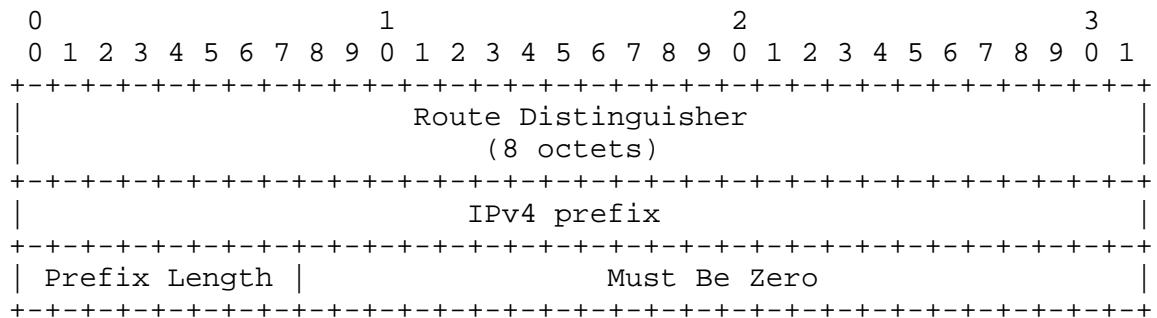 0                   1                   2                   3
 0 1 2 3 4 5 6 7 8 9 0 1 2 3 4 5 6 7 8 9 0 1 2 3 4 5 6 7 8 9 0 1
+-+-+-+-+-+-+-+-+-+-+-+-+-+-+-+-+-+-+-+-+-+-+-+-+-+-+-+-+-+-+-+-+
|                      Route Distinguisher                      |
|                          (8 octets)                           |
+-+-+-+-+-+-+-+-+-+-+-+-+-+-+-+-+-+-+-+-+-+-+-+-+-+-+-+-+-+-+-+-+
|                         IPv4 prefix                           |
+-+-+-+-+-+-+-+-+-+-+-+-+-+-+-+-+-+-+-+-+-+-+-+-+-+-+-+-+-+-+-+-+
| Prefix Length |                 Must Be Zero                  |
+-+-+-+-+-+-+-+-+-+-+-+-+-+-+-+-+-+-+-+-+-+-+-+-+-+-+-+-+-+-+-+-+